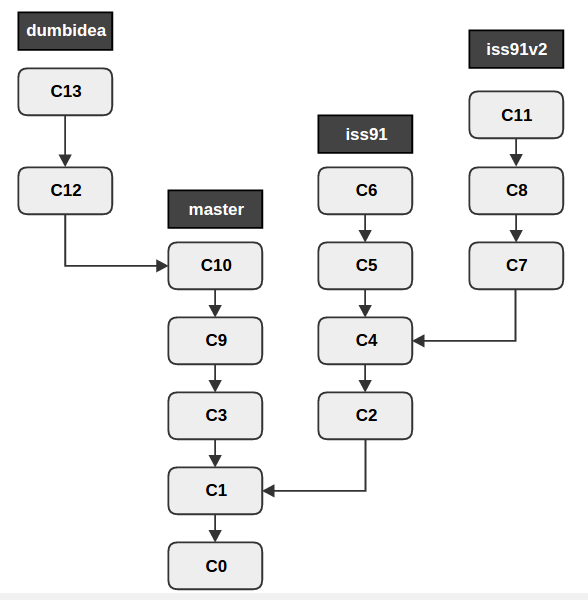 dumbidea
C13
C12
master
C10
C9
C3
C1
C0
iss91
C6
C5
C4
C2
iss91v2
C11
C8
C7